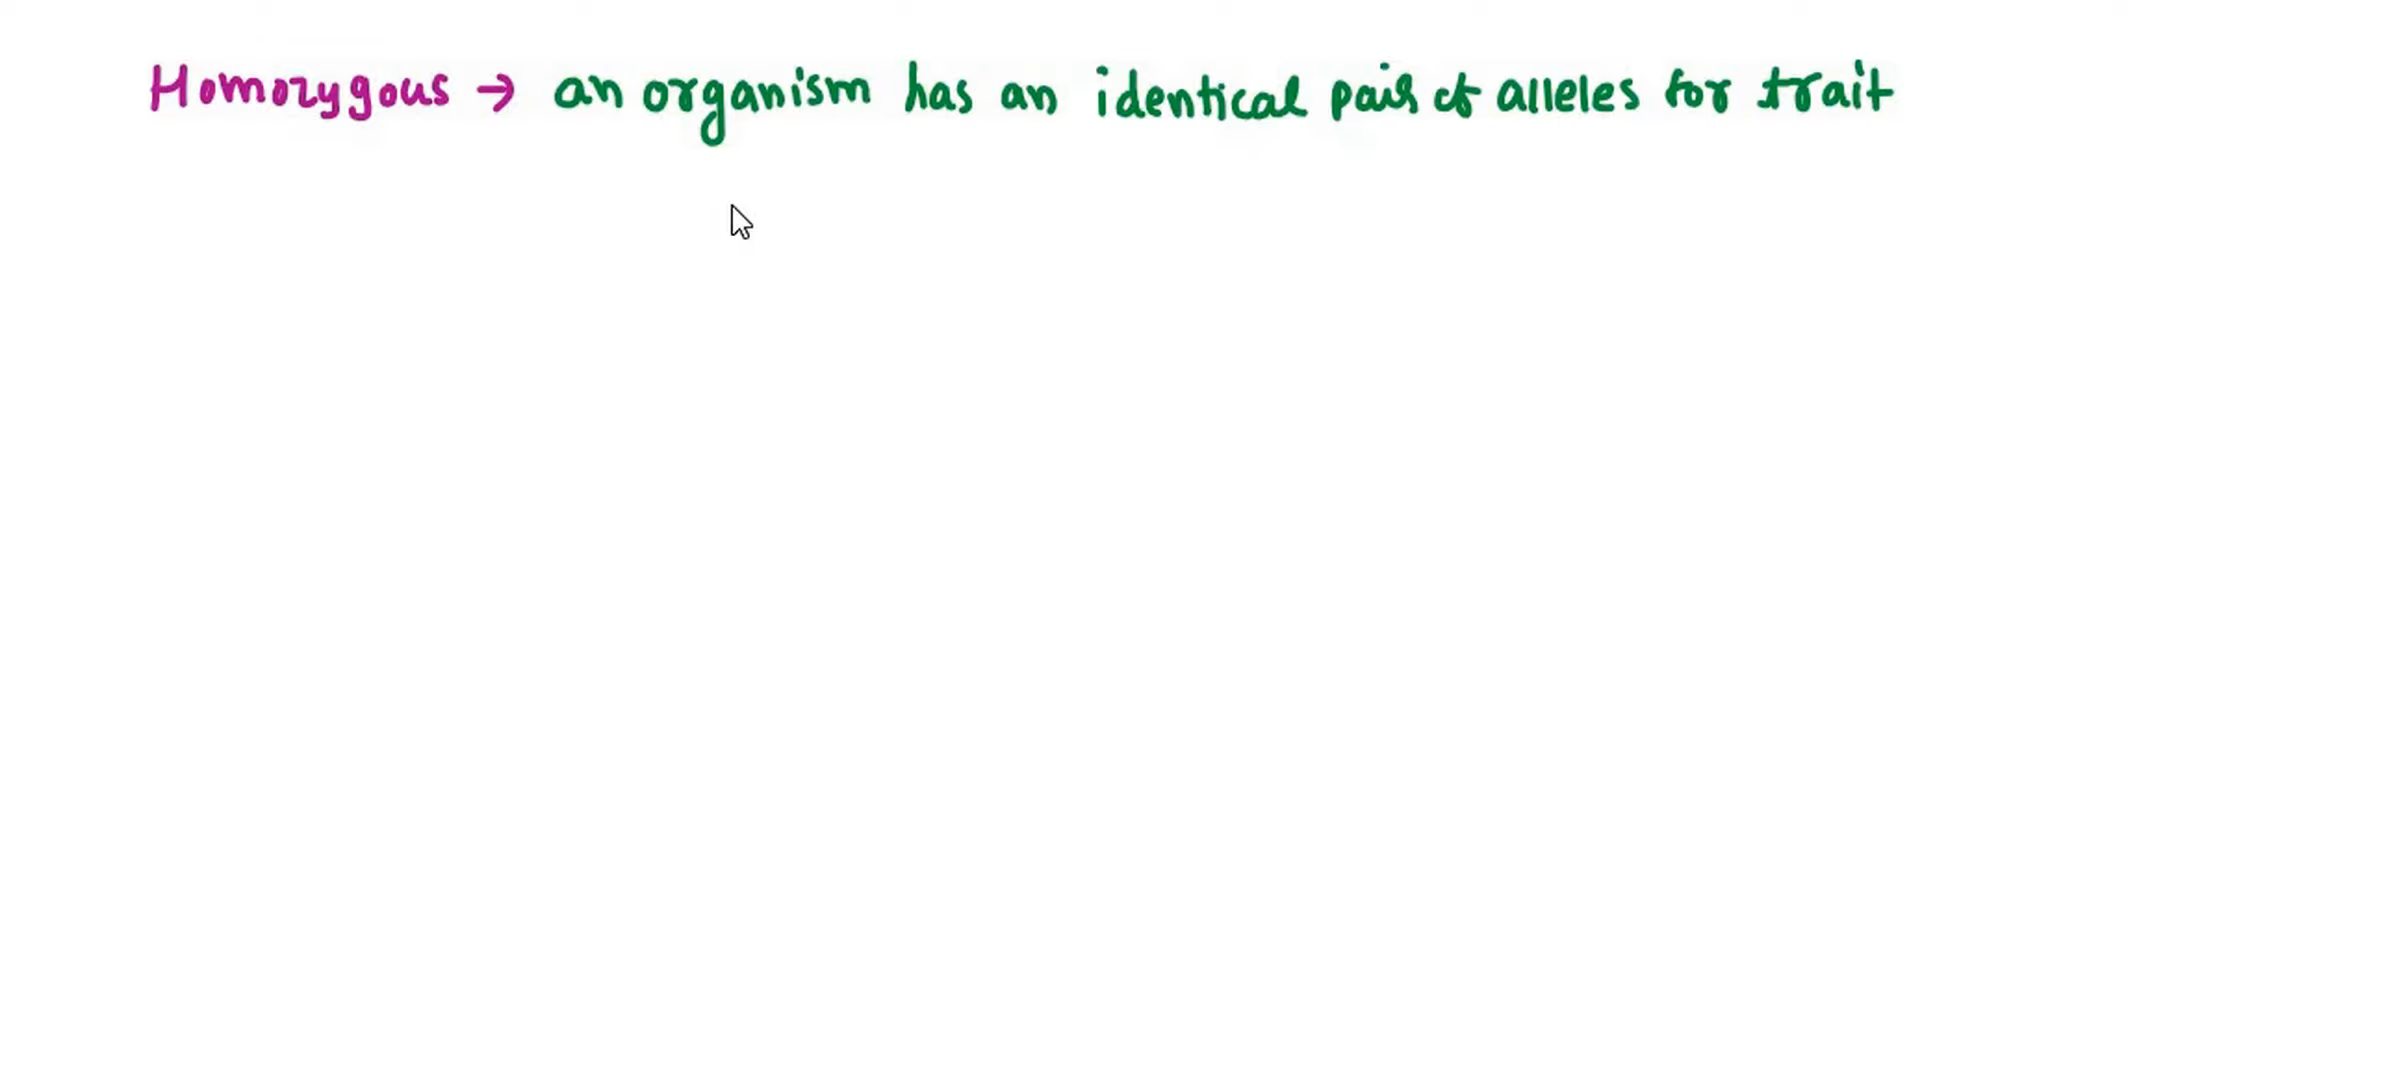 Homozygous → an organism has an identical pair of alleles for trait